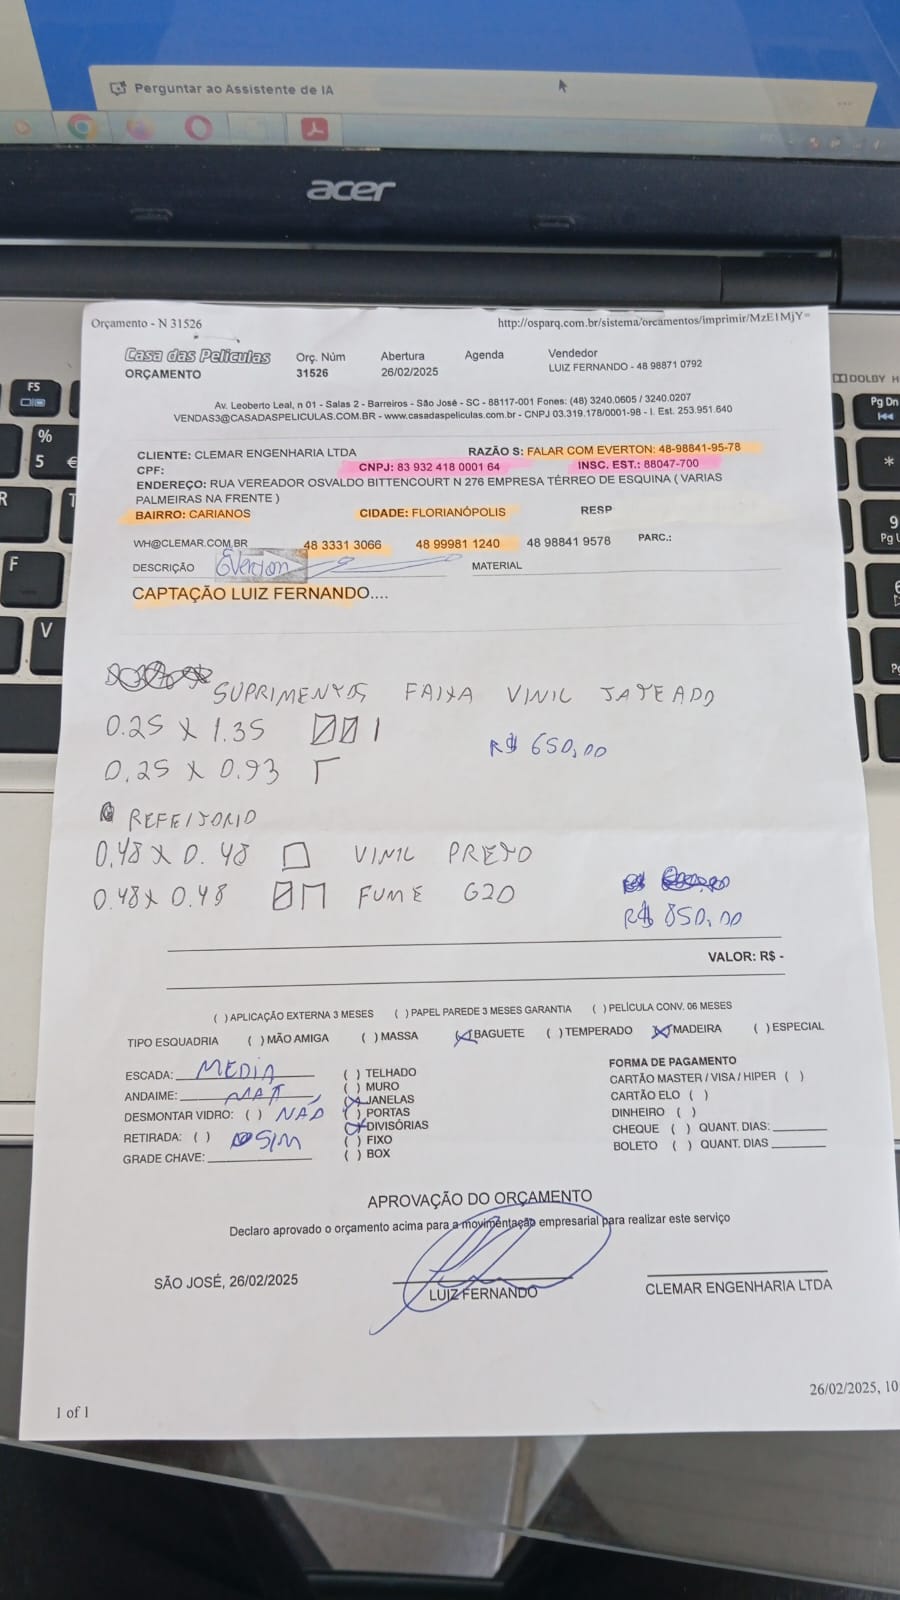 Perguntar ao Assistente de IA
acer
DOLBY H
F5
%
5 €
R
T
F
V
Pg Dn
*
9
Pg U
6
Orçamento - N 31526
http://osparq.com.br/sistema/orcamentos/imprimir/MzE1MjY=
Casa das Películas
ORÇAMENTO
Orç. Núm
31526
Abertura
26/02/2025
Agenda
Vendedor
LUIZ FERNANDO - 48 98871 0792
Av. Leoberto Leal, n 01 - Salas 2 - Barreiros - São José - SC - 88117-001 Fones: (48) 3240.0605 / 3240.0207
VENDAS3@CASADASPELICULAS.COM.BR - www.casadaspeliculas.com.br - CNPJ 03.319.178/0001-98 - I. Est. 253.951.640
CLIENTE: CLEMAR ENGENHARIA LTDA RAZÃO S: FALAR COM EVERTON: 48-98841-95-78
CPF: CNPJ: 83 932 418 0001 64 INSC. EST.: 88047-700
ENDEREÇO: RUA VEREADOR OSVALDO BITTENCOURT N 276 EMPRESA TÉRREO DE ESQUINA ( VARIAS
PALMEIRAS NA FRENTE )
BAIRRO: CARIANOS CIDADE: FLORIANÓPOLIS RESP
WH@CLEMAR.COM.BR 48 3331 3066 48 99981 1240 48 98841 9578 PARC.:
DESCRIÇÃO Everton MATERIAL
CAPTAÇÃO LUIZ FERNANDO....
SUPRIMENTOS FAIXA VINIL JATEADO
0.25 X 1.35
R$ 650,00
0,25 X 0.93
REFEITORIO
0,48 X 0.48 VINIL PRETO
0.48 X 0.48 FUME G20
R$ 850,00
VALOR: R$ -
( ) APLICAÇÃO EXTERNA 3 MESES ( ) PAPEL PAREDE 3 MESES GARANTIA ( ) PELÍCULA CONV. 06 MESES
TIPO ESQUADRIA ( ) MÃO AMIGA ( ) MASSA (X) BAGUETE ( ) TEMPERADO (X) MADEIRA ( ) ESPECIAL
ESCADA: MEDIA
ANDAIME:
DESMONTAR VIDRO: ( ) NÃO
RETIRADA: ( ) SIM
GRADE CHAVE:
( ) TELHADO
( ) MURO
(X) JANELAS
( ) PORTAS
(X) DIVISÓRIAS
( ) FIXO
( ) BOX
FORMA DE PAGAMENTO
CARTÃO MASTER / VISA / HIPER ( )
CARTÃO ELO ( )
DINHEIRO ( )
CHEQUE ( ) QUANT. DIAS:
BOLETO ( ) QUANT. DIAS
APROVAÇÃO DO ORÇAMENTO
Declaro aprovado o orçamento acima para a movimentação empresarial para realizar este serviço
SÃO JOSÉ, 26/02/2025
LUIZ FERNANDO
CLEMAR ENGENHARIA LTDA
26/02/2025, 10
1 of 1